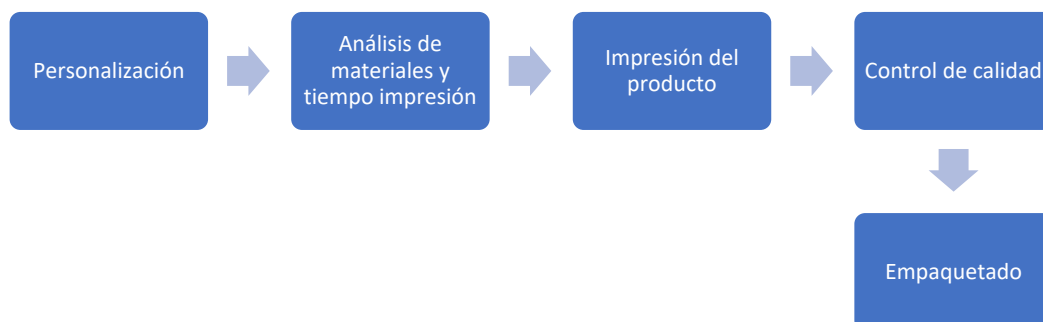 Personalización
Análisis de
materiales y
tiempo impresión
Impresión del
producto
Control de calidad
Empaquetado